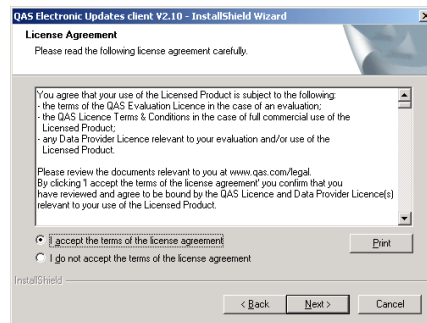 QAS Electronic Updates client V2.10 - InstallShield Wizard
License Agreement
Please read the following license agreement carefully.
You agree that your use of the Licensed Product is subject to the following:
- the terms of the QAS Evaluation Licence in the case of an evaluation;
- the QAS Licence Terms & Conditions in the case of full commercial use of the
Licensed Product;
- any Data Provider Licence relevant to your evaluation and/or use of the
Licensed Product.
Please review the documents relevant to you at www.qas.com/legal.
By clicking 'I accept the terms of the license agreement' you confirm that you
have reviewed and agree to be bound by the QAS Licence and Data Provider Licence(s)
relevant to your use of the Licensed Product.
I accept the terms of the license agreement
Print
I do not accept the terms of the license agreement
InstallShield
< Back
Next >
Cancel